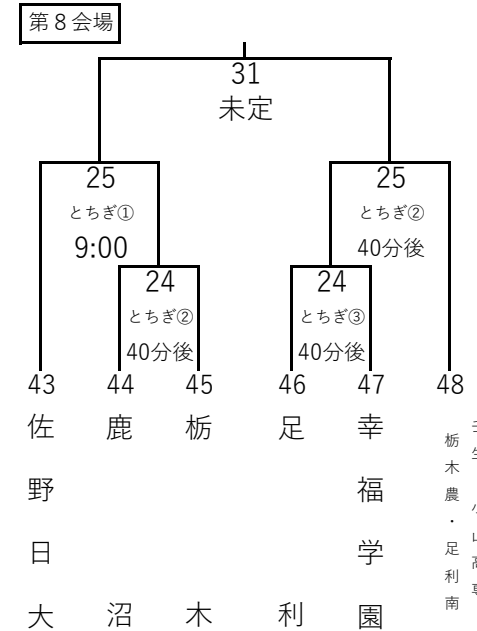 第８会場
31
未定
25
とちぎ①
9:00
25
とちぎ②
40分後
24
とちぎ②
40分後
24
とちぎ③
40分後
43
44
45
46
47
48
佐野日大
鹿沼
栃木
足利
幸福学園
栃木農・足利南